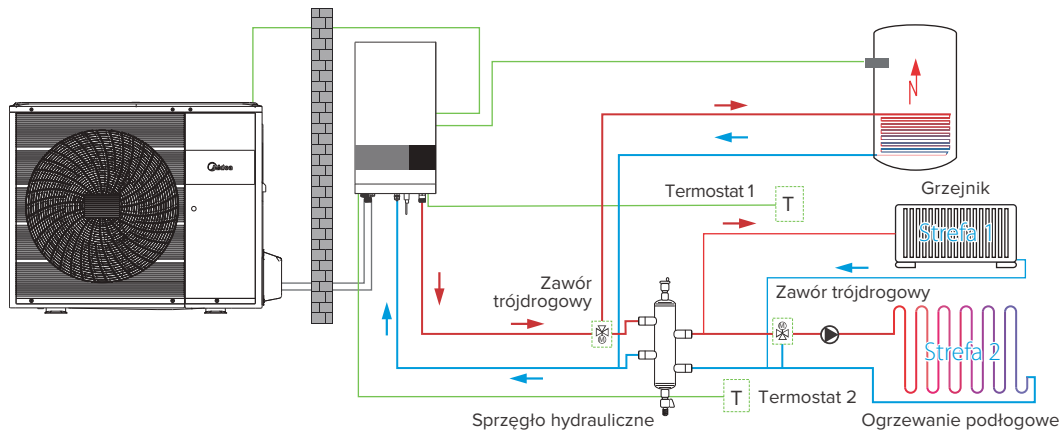 Midea
Termostat 1
T
Grzejnik
Strefa 1
Zawór
trójdrogowy
M
Zawór trójdrogowy
M
Strefa 2
T
Termostat 2
Sprzęgło hydrauliczne
Ogrzewanie podłogowe